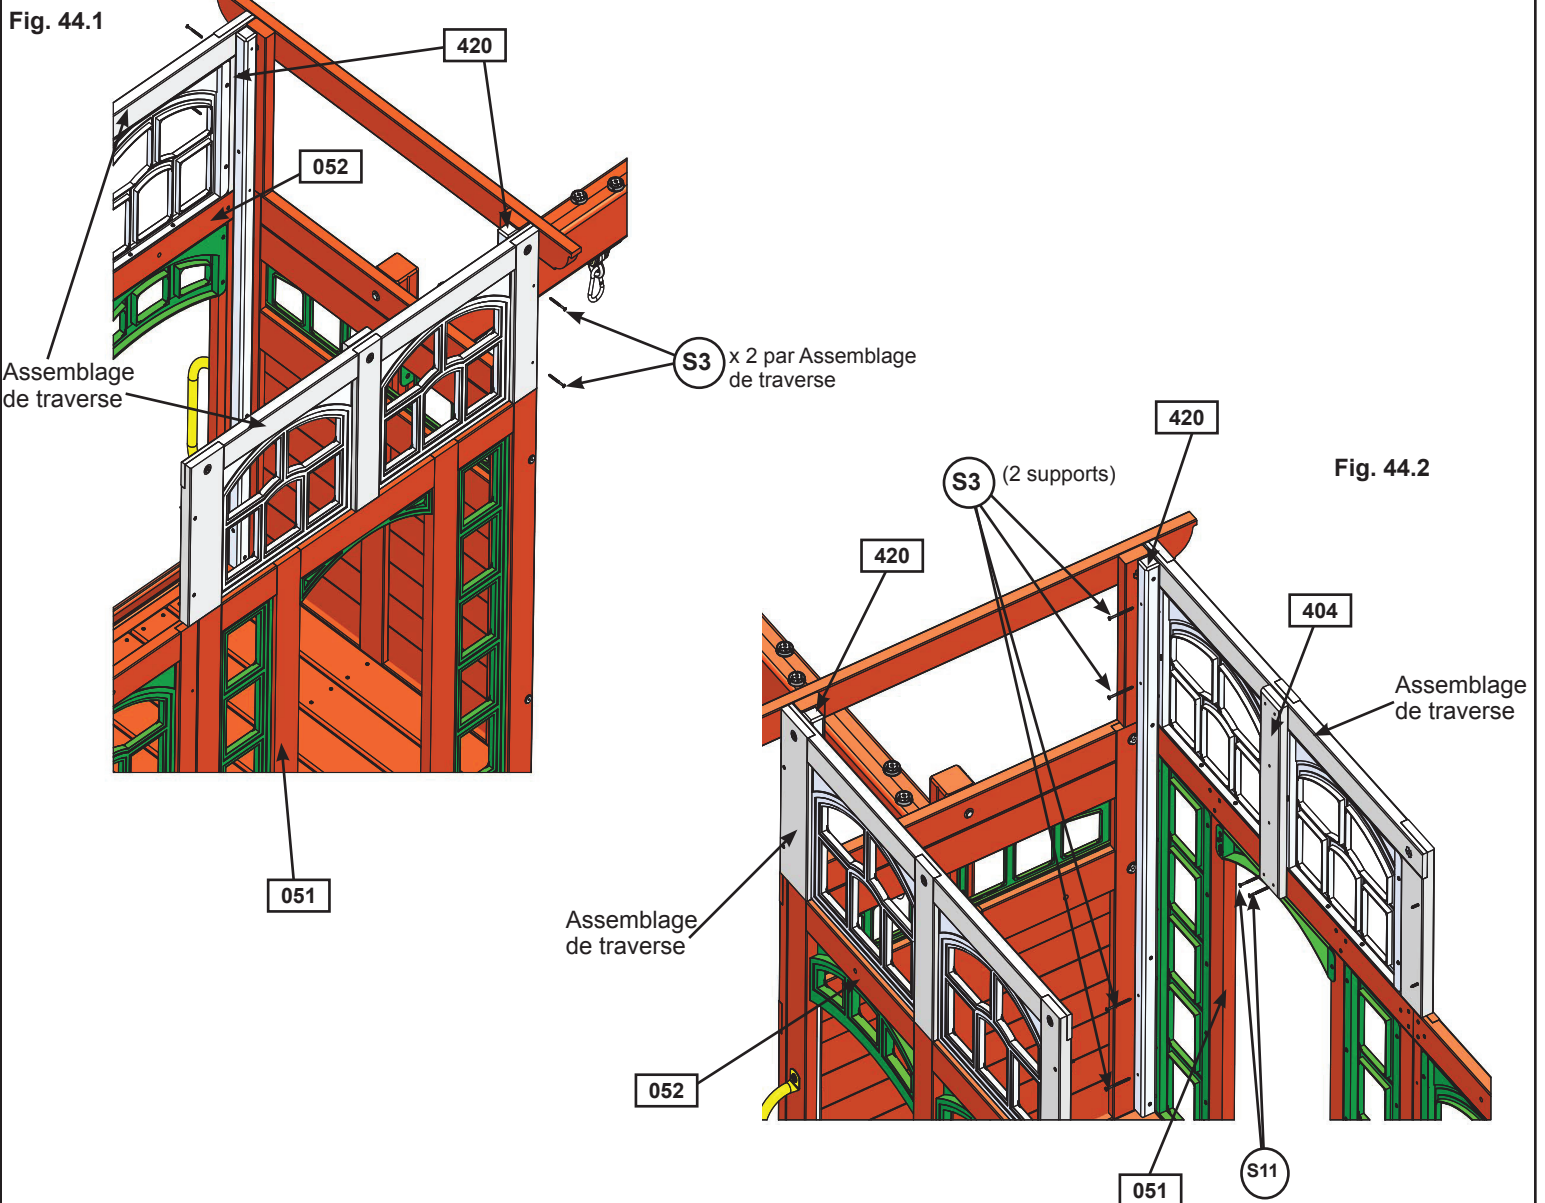 Fig. 44.1
420
052
Assemblage
de traverse
S3 x 2 par Assemblage
de traverse
051
Fig. 44.2
420
S3 (2 supports)
420
404
Assemblage
de traverse
Assemblage
de traverse
052
051
S11